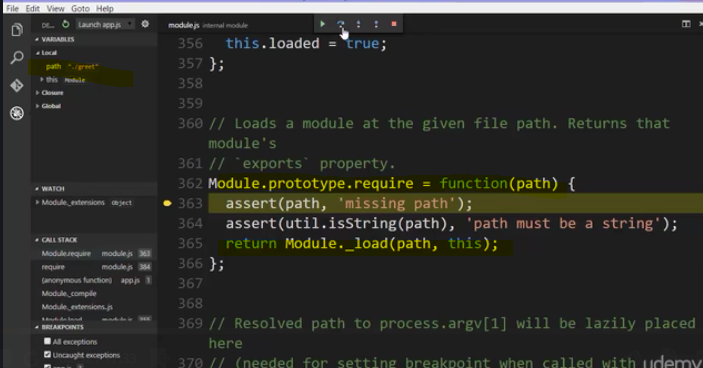 File Edit View Goto Help
DE... Launch app.js
module.js internal module
VARIABLES
Local
path "./greet"
this Module
Closure
Global
WATCH
Module._extensions Object
CALL STACK
Module.require module.js 363
require module.js 384
(anonymous function) app.js 1
Module._compile
Module._extensions.js
Module.load module.js 355
BREAKPOINTS
All exceptions
Uncaught exceptions
356 this.loaded = true;
357 };
358
359
360 // Loads a module at the given file path. Returns that
module's
361 // `exports` property.
362 Module.prototype.require = function(path) {
363 assert(path, 'missing path');
364 assert(util.isString(path), 'path must be a string');
365 return Module._load(path, this);
366 };
367
368
369 // Resolved path to process.argv[1] will be lazily placed
here
370 // (needed for setting breakpoint when called with
udemy